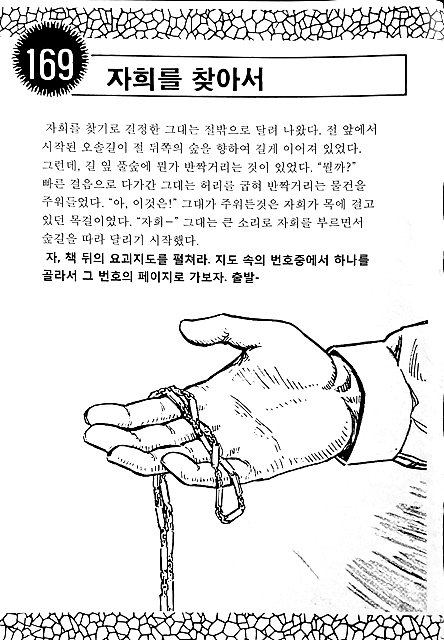 169
자희를 찾아서
자희를 찾기로 결정한 그대는 절밖으로 달려 나왔다. 절 앞에서
시작된 오솔길이 절 뒤쪽의 숲을 향하여 길게 이어져 있었다.
그런데, 길 옆 풀숲에 뭔가 반짝거리는 것이 있었다. “뭘까?”
빠른 걸음으로 다가간 그대는 허리를 굽혀 반짝거리는 물건을
주워들었다. “아, 이것은!” 그대가 주워든것은 자희가 목에 걸고
있던 목걸이였다. “자희–” 그대는 큰 소리로 자희를 부르면서
숲길을 따라 달리기 시작했다.
자, 책 뒤의 요괴지도를 펼쳐라. 지도 속의 번호중에서 하나를
골라서 그 번호의 페이지로 가보자. 출발-